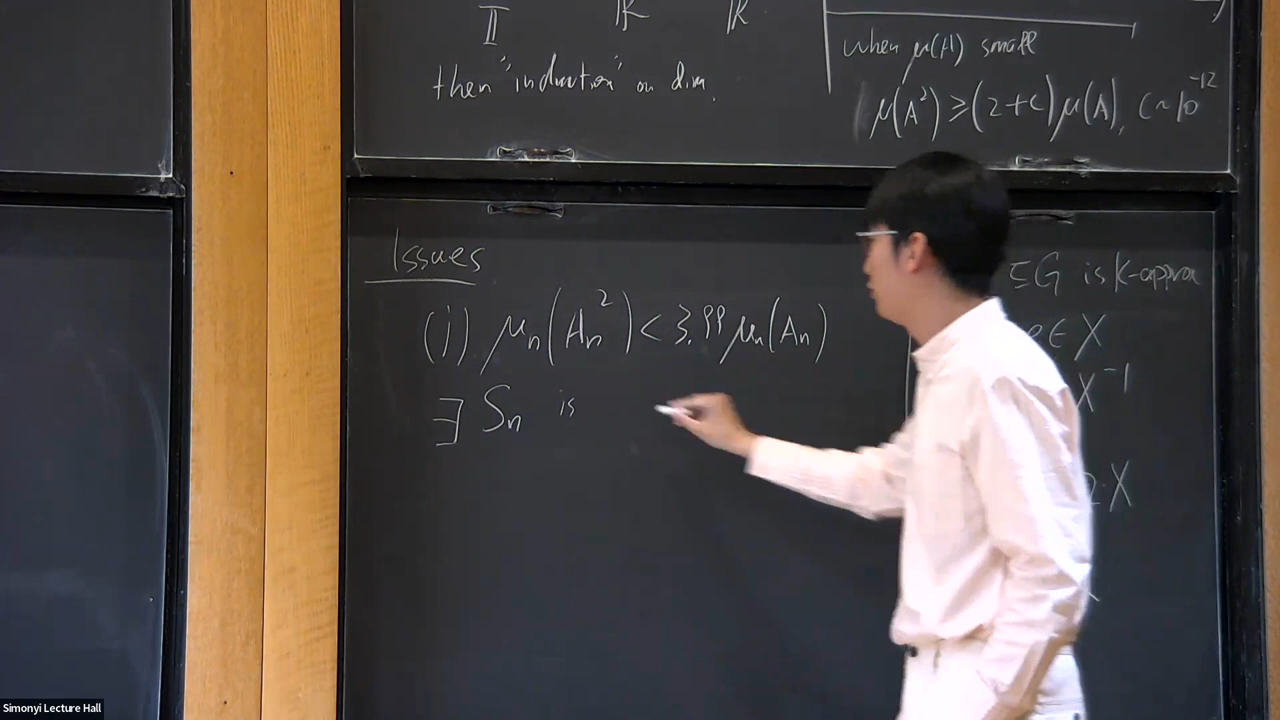 II R R
then "induction" on dim.
when μ(A) small
μ(A²) ≥ (2+c)μ(A), c ~ 10⁻¹²
Issues
(i) μₙ(Aₙ²) < 3.99 μₙ(Aₙ)
∃ Sₙ is
⊆G is K-approx
e ∈ X
X⁻¹
·X
Simonyi Lecture Hall